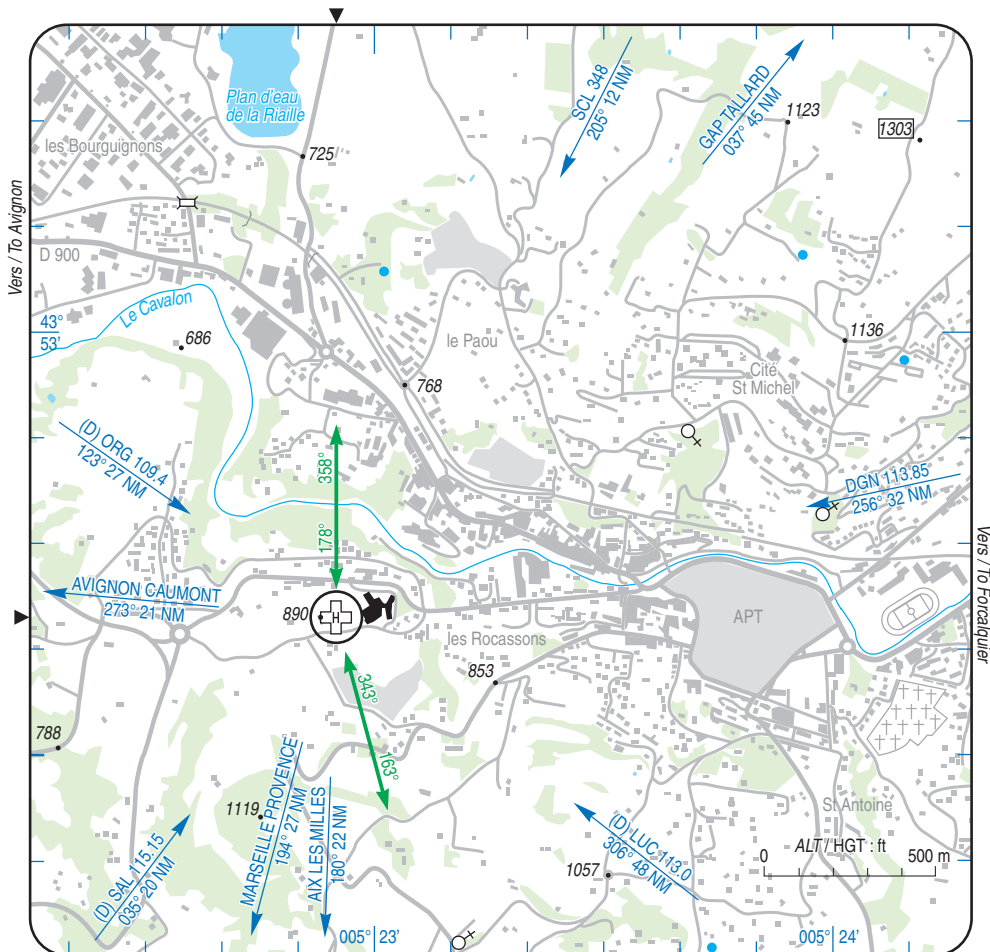 Plan d'eau
de la Riaille
SCL 348
205° 12 NM
GAP TALLARD
037° 45 NM
1123
1303
les Bourguignons
725
Vers / To Avignon
D 900
Le Cavalon
43°
53'
686
le Paou
1136
768
Cité
St Michel
(D) ORG 109.4
123° 27 NM
358°
178°
DGN 113.85
256° 32 NM
Vers / To Forcalquier
AVIGNON CAUMONT
273° 21 NM
890
H
APT
les Rocassons
853
343°
163°
788
1119
MARSEILLE PROVENCE
194° 27 NM
AIX LES MILLES
180° 22 NM
(D) SAL 115.15
035° 20 NM
(D) LUC 113.0
306° 48 NM
1057
St Antoine
ALT / HGT : ft
0 500 m
005° 23'
005° 24'